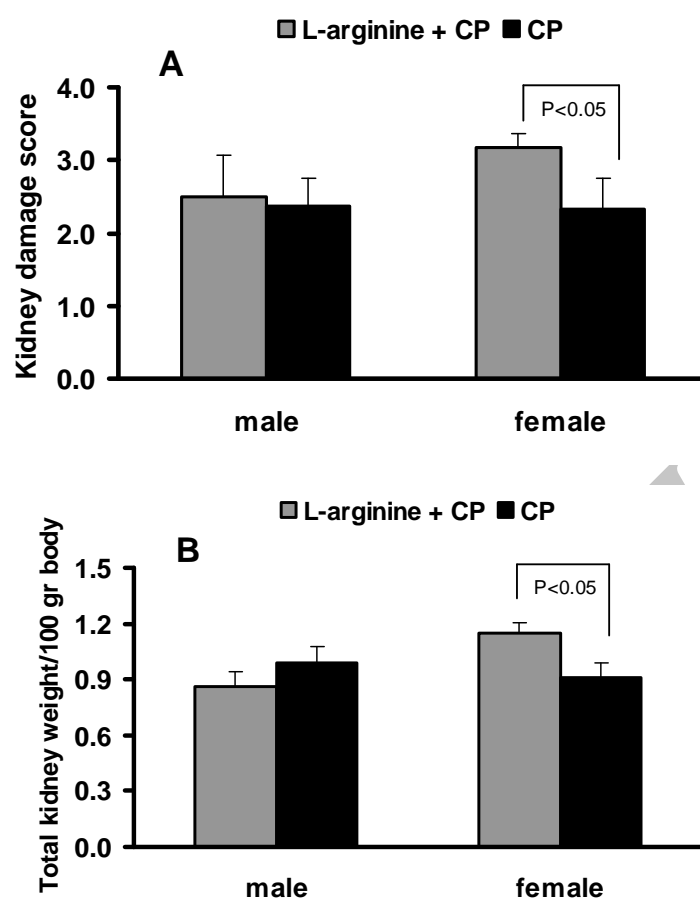 L-arginine + CP CP
A
P<0.05
Kidney damage score
4.0
3.0
2.0
1.0
0.0
male female
L-arginine + CP CP
B
P<0.05
Total kidney weight/100 gr body
1.5
1.2
0.9
0.6
0.3
0.0
male female